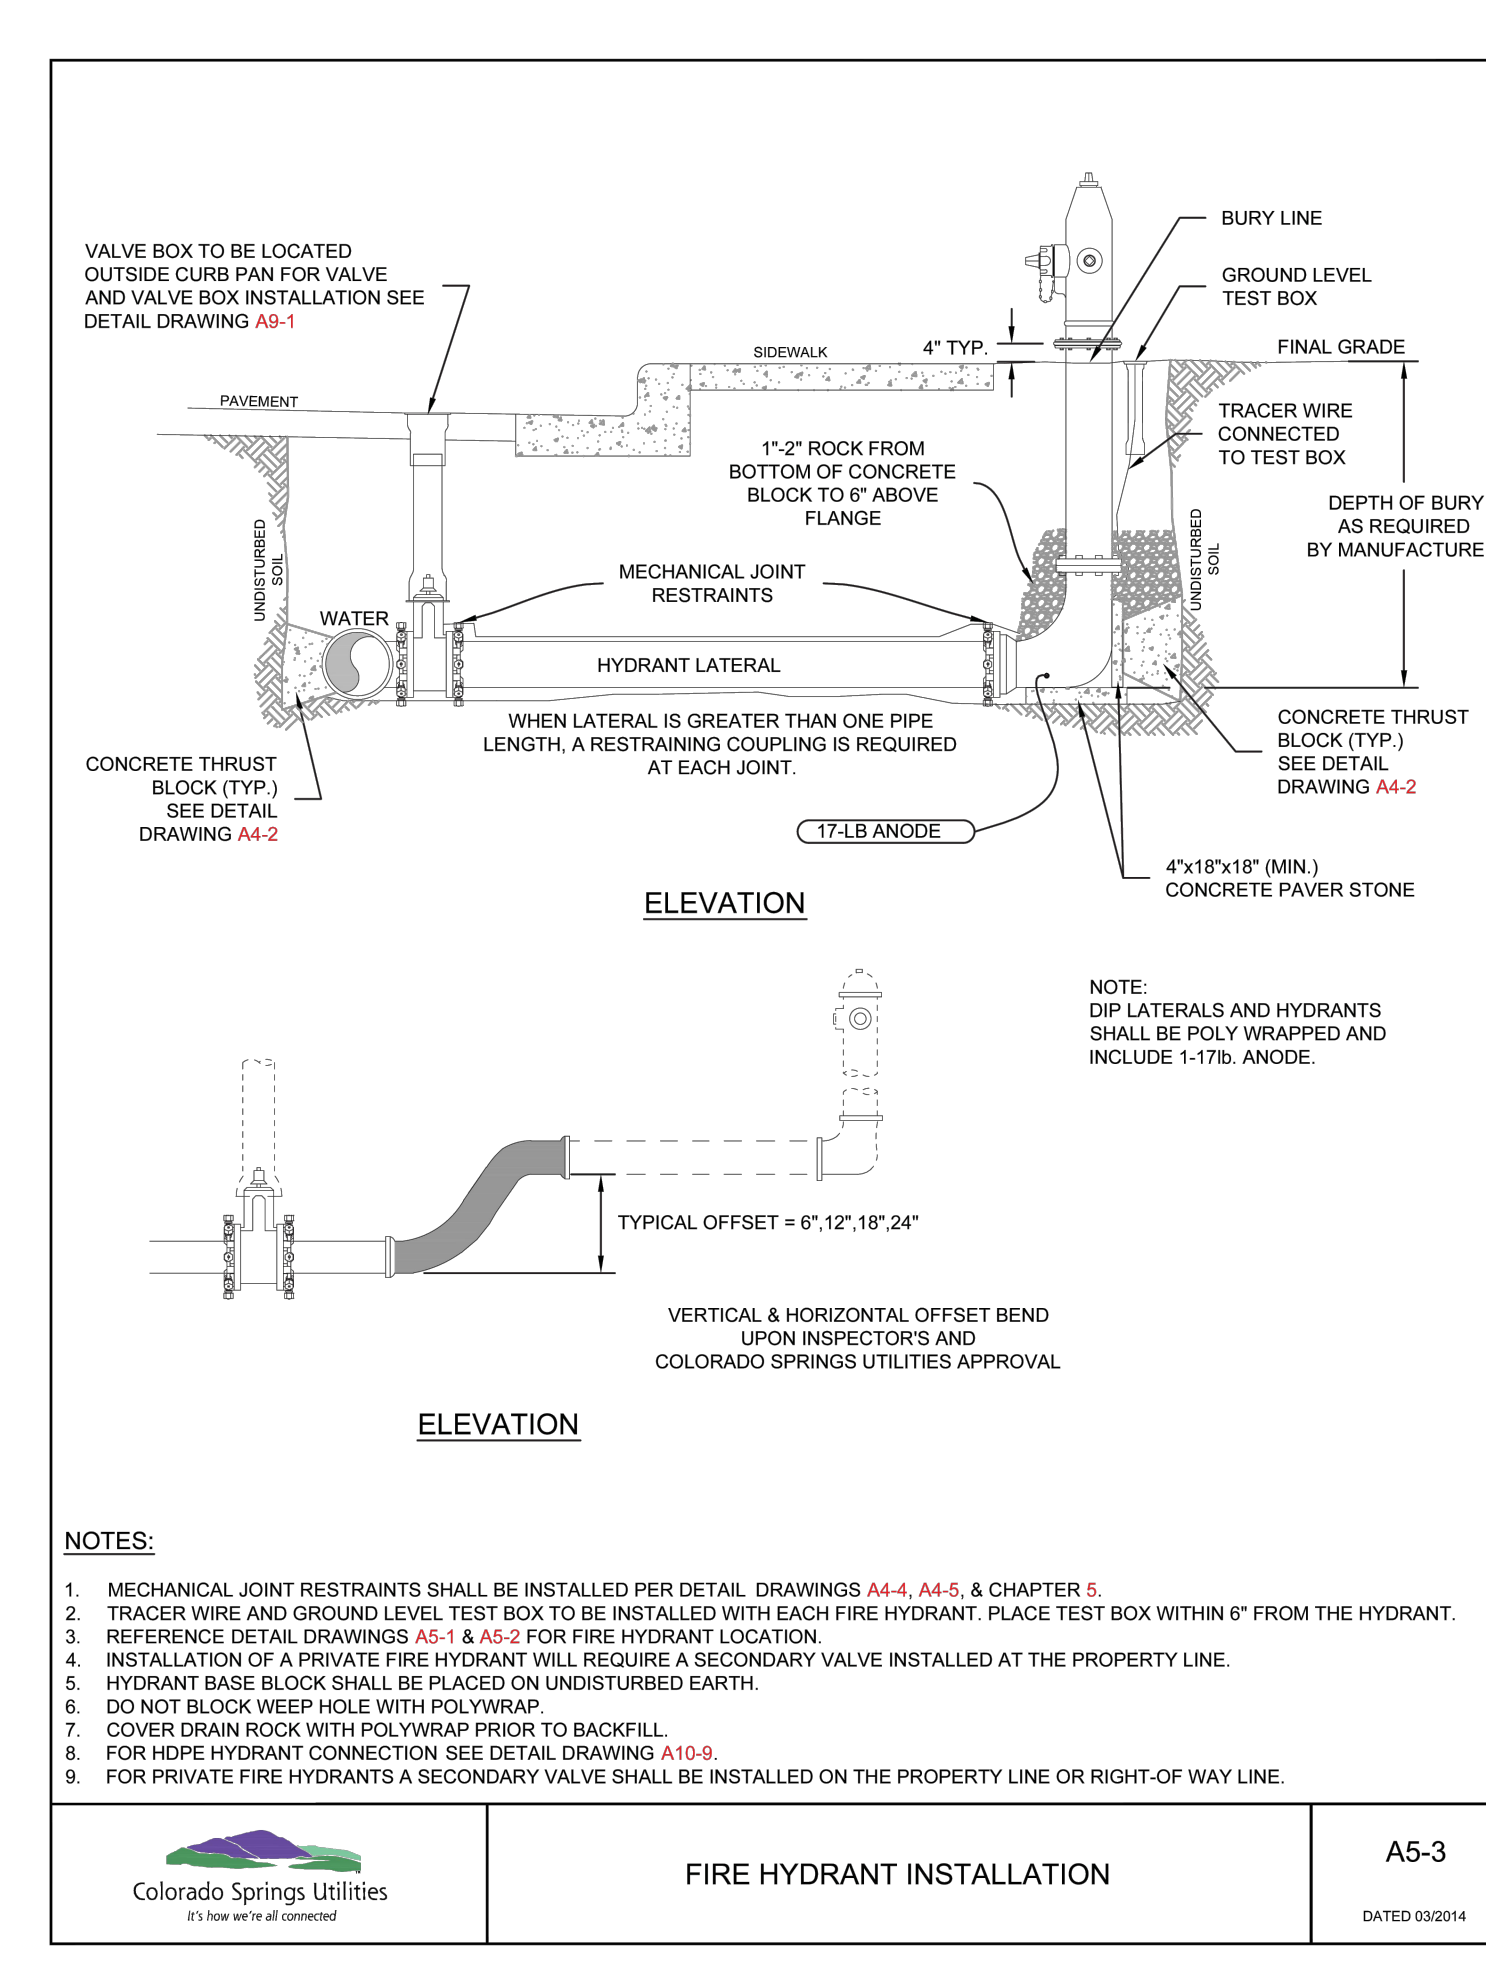 VALVE BOX TO BE LOCATED
OUTSIDE CURB PAN FOR VALVE
AND VALVE BOX INSTALLATION SEE
DETAIL DRAWING A9-1
BURY LINE
GROUND LEVEL
TEST BOX
4" TYP.
SIDEWALK
FINAL GRADE
PAVEMENT
TRACER WIRE
CONNECTED
TO TEST BOX
1"-2" ROCK FROM
BOTTOM OF CONCRETE
BLOCK TO 6" ABOVE
FLANGE
DEPTH OF BURY
AS REQUIRED
BY MANUFACTURE
UNDISTURBED
SOIL
UNDISTURBED
SOIL
MECHANICAL JOINT
RESTRAINTS
WATER
HYDRANT LATERAL
WHEN LATERAL IS GREATER THAN ONE PIPE
LENGTH, A RESTRAINING COUPLING IS REQUIRED
AT EACH JOINT.
CONCRETE THRUST
BLOCK (TYP.)
SEE DETAIL
DRAWING A4-2
CONCRETE THRUST
BLOCK (TYP.)
SEE DETAIL
DRAWING A4-2
17-LB ANODE
4"x18"x18" (MIN.)
CONCRETE PAVER STONE
ELEVATION
NOTE:
DIP LATERALS AND HYDRANTS
SHALL BE POLY WRAPPED AND
INCLUDE 1-17lb. ANODE.
TYPICAL OFFSET = 6",12",18",24"
VERTICAL & HORIZONTAL OFFSET BEND
UPON INSPECTOR'S AND
COLORADO SPRINGS UTILITIES APPROVAL
ELEVATION
NOTES:
1. MECHANICAL JOINT RESTRAINTS SHALL BE INSTALLED PER DETAIL DRAWINGS A4-4, A4-5, & CHAPTER 5.
2. TRACER WIRE AND GROUND LEVEL TEST BOX TO BE INSTALLED WITH EACH FIRE HYDRANT. PLACE TEST BOX WITHIN 6" FROM THE HYDRANT.
3. REFERENCE DETAIL DRAWINGS A5-1 & A5-2 FOR FIRE HYDRANT LOCATION.
4. INSTALLATION OF A PRIVATE FIRE HYDRANT WILL REQUIRE A SECONDARY VALVE INSTALLED AT THE PROPERTY LINE.
5. HYDRANT BASE BLOCK SHALL BE PLACED ON UNDISTURBED EARTH.
6. DO NOT BLOCK WEEP HOLE WITH POLYWRAP.
7. COVER DRAIN ROCK WITH POLYWRAP PRIOR TO BACKFILL.
8. FOR HDPE HYDRANT CONNECTION SEE DETAIL DRAWING A10-9.
9. FOR PRIVATE FIRE HYDRANTS A SECONDARY VALVE SHALL BE INSTALLED ON THE PROPERTY LINE OR RIGHT-OF WAY LINE.
Colorado Springs Utilities
It's how we're all connected
FIRE HYDRANT INSTALLATION
A5-3
DATED 03/2014